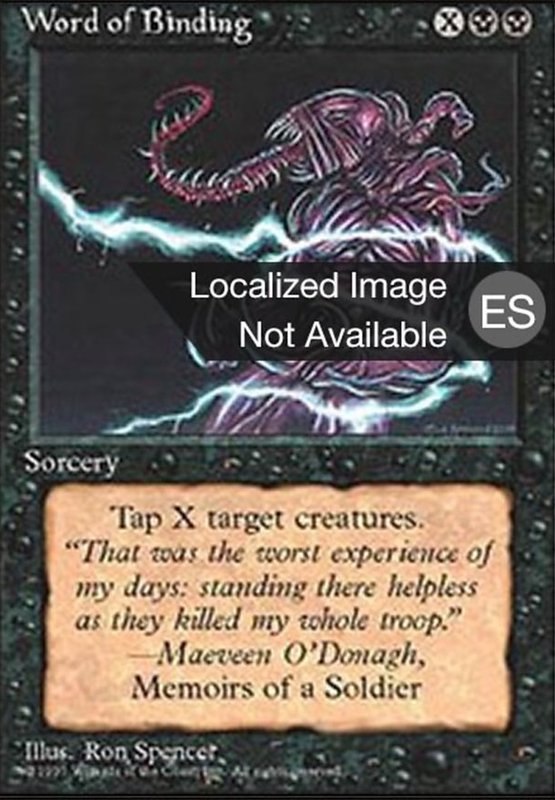 Word of Binding
X
Localized Image
Not Available
ES
Sorcery
Tap X target creatures.
“That was the worst experience of
my days: standing there helpless
as they killed my whole troop.”
—Maeveen O’Donagh,
Memoirs of a Soldier
Illus. Ron Spencer